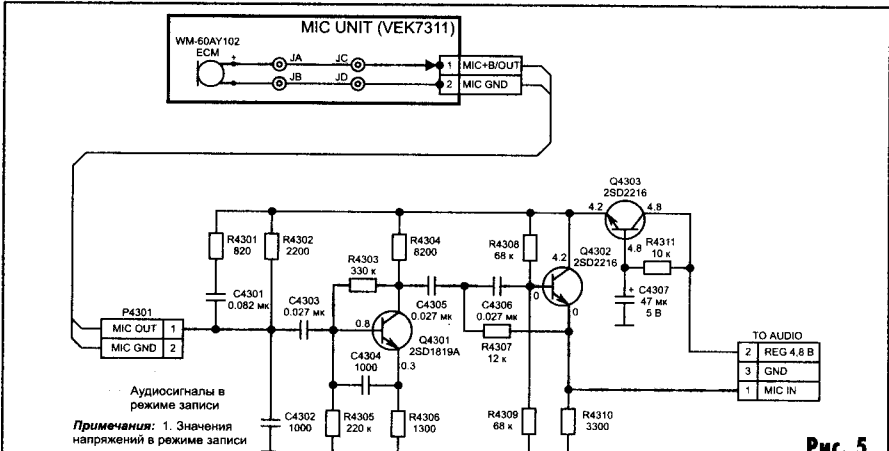 MIC UNIT (VEK7311)
WM-60AY102
ECM
+
JA
JC
JB
JD
1 MIC+B/OUT
2 MIC GND
Q4303
2SD2216
4.2
4.8
4.8
R4311
10 к
R4301
820
R4302
2200
R4303
330 к
R4304
8200
R4308
68 к
Q4302
2SD2216
4.2
0
0
+
C4307
47 мк
5 В
C4301
0.082 мк
C4303
0.027 мк
C4305
0.027 мк
C4306
0.027 мк
R4307
12 к
P4301
MIC OUT 1
MIC GND 2
0.8
Q4301
2SD1819A
0.3
C4304
1000
TO AUDIO
2 REG 4,8 В
3 GND
1 MIC IN
Аудиосигналы в
режиме записи
Примечания: 1. Значения
напряжений в режиме записи
C4302
1000
R4305
220 к
R4306
1300
R4309
68 к
R4310
3300
Рис. 5